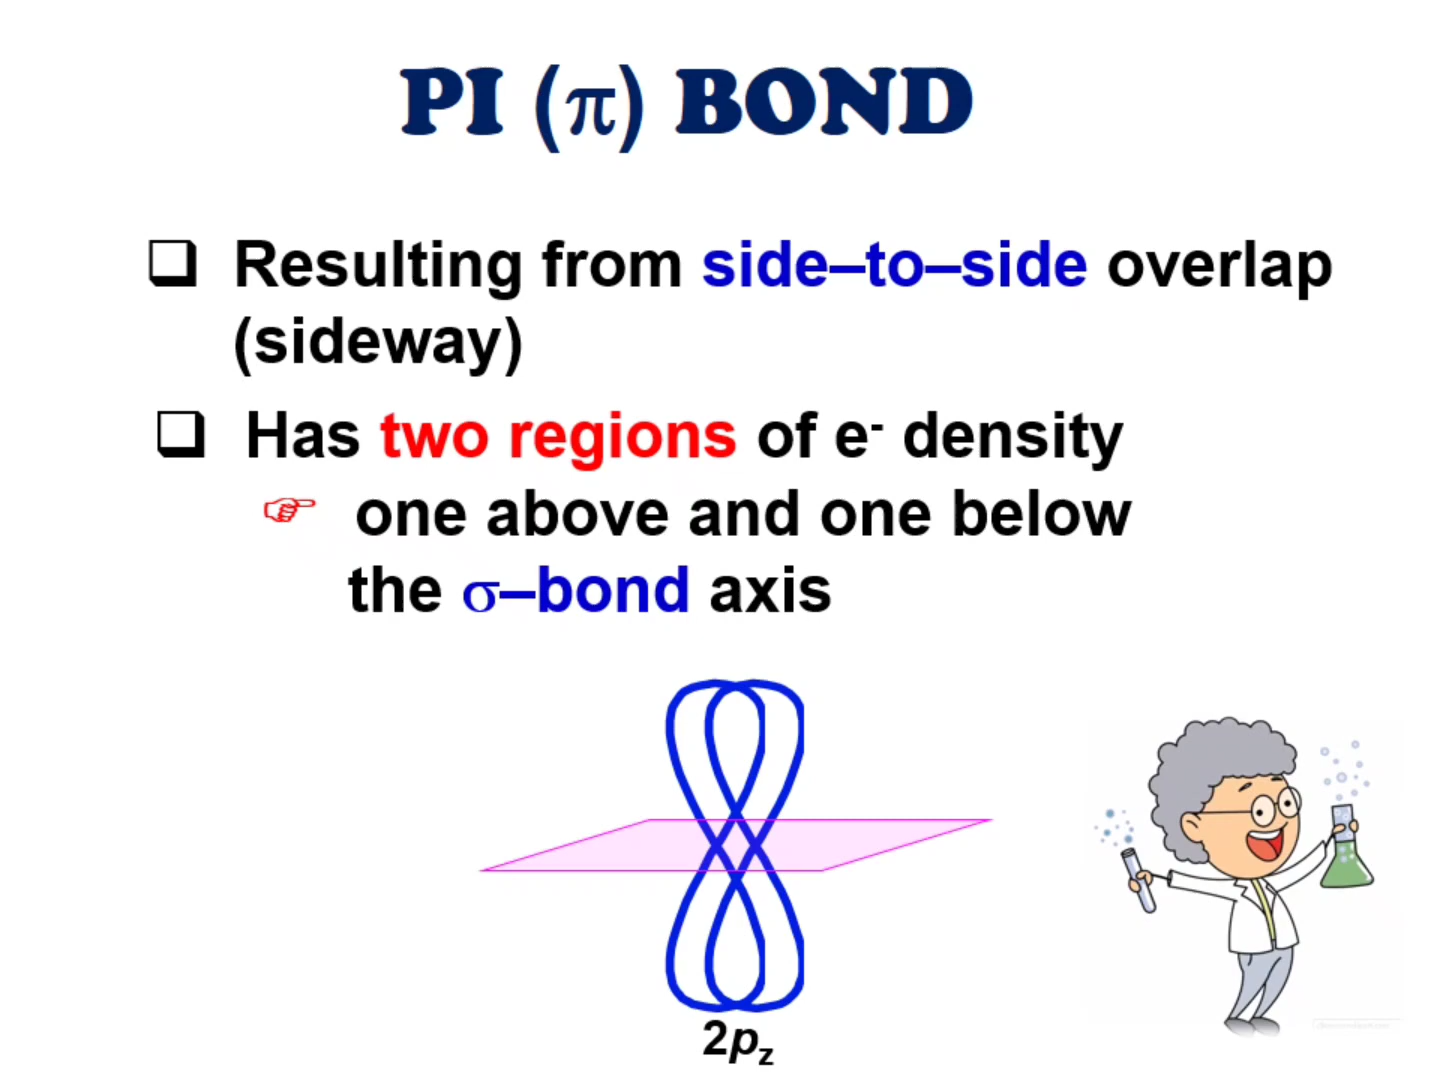 PI (π) BOND
❑ Resulting from side–to–side overlap
(sideway)
❑ Has two regions of e⁻ density
☞ one above and one below
the σ–bond axis
2p_z